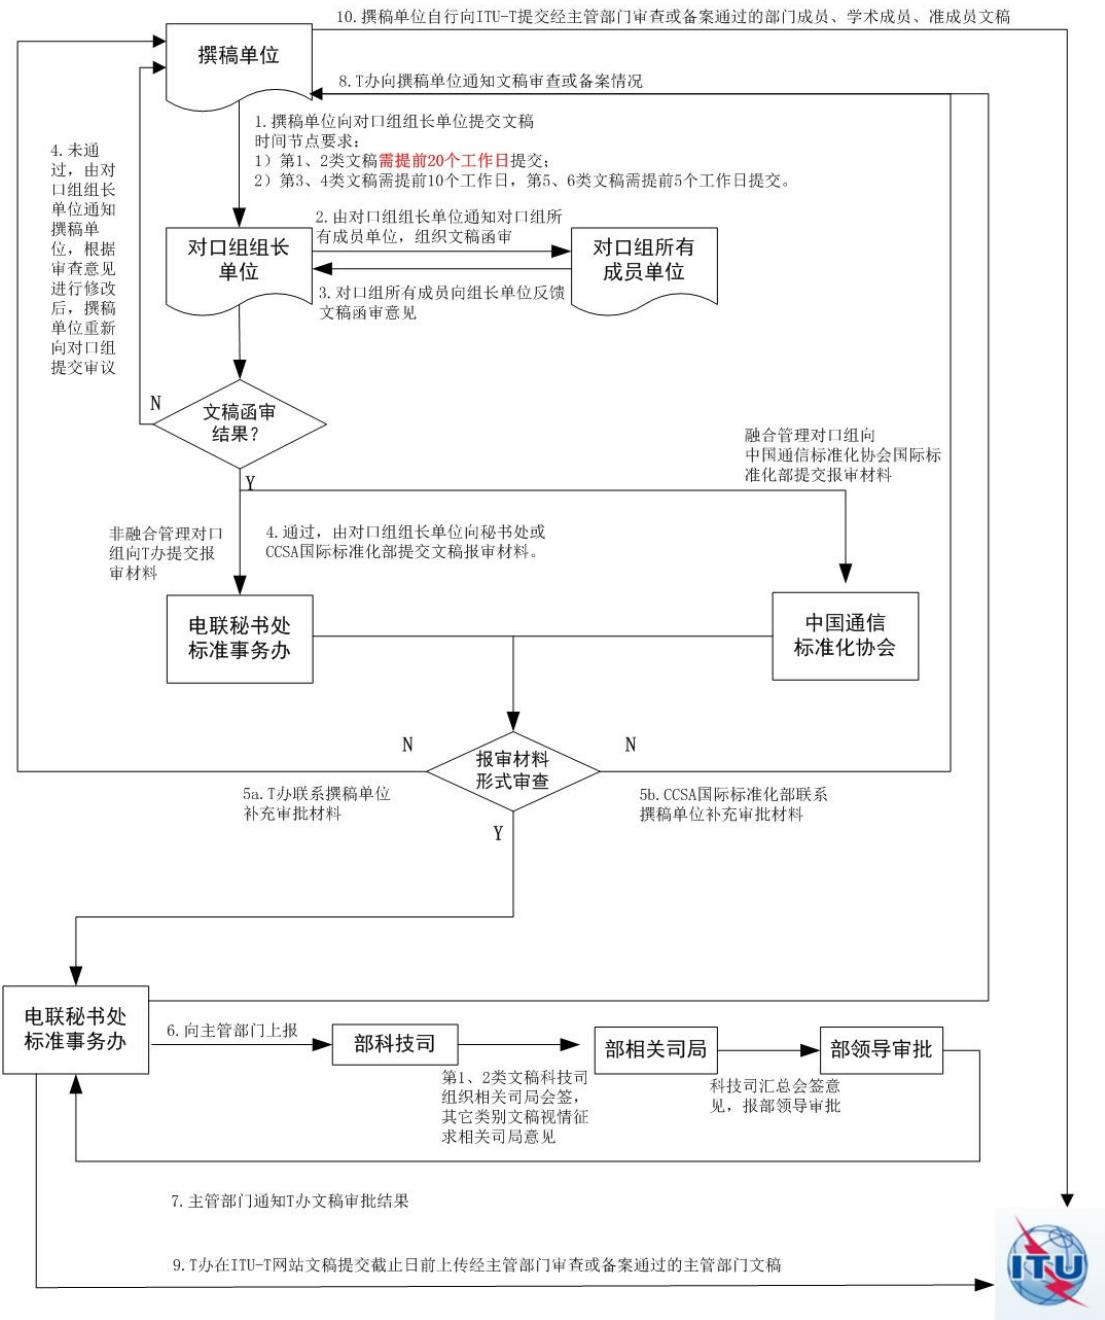 10.撰稿单位自行向ITU-T提交经主管部门审查或备案通过的部门成员、学术成员、准成员文稿
撰稿单位
8.T办向撰稿单位通知文稿审查或备案情况
1.撰稿单位向对口组组长单位提交文稿
时间节点要求：
1）第1、2类文稿需提前20个工作日提交；
2）第3、4类文稿需提前10个工作日，第5、6类文稿需提前5个工作日提交。
4.未通
过，由对
口组组长
单位通知
撰稿单
位，根据
审查意见
进行修改
后，撰稿
单位重新
向对口组
提交审议
对口组组长
单位
2.由对口组组长单位通知对口组所
有成员单位，组织文稿函审
对口组所有
成员单位
3.对口组所有成员向组长单位反馈
文稿函审意见
N
文稿函审
结果？
Y
融合管理对口组向
中国通信标准化协会国际标
准化部提交报审材料
非融合管理对口
组向T办提交报
审材料
4.通过，由对口组组长单位向秘书处或
CCSA国际标准化部提交文稿报审材料。
电联秘书处
标准事务办
中国通信
标准化协会
N
报审材料
形式审查
N
5a.T办联系撰稿单位
补充审批材料
5b.CCSA国际标准化部联系
撰稿单位补充审批材料
Y
电联秘书处
标准事务办
6.向主管部门上报
部科技司
部相关司局
部领导审批
第1、2类文稿科技司
组织相关司局会签，
其它类别文稿视情征
求相关司局意见
科技司汇总会签意
见，报部领导审批
7.主管部门通知T办文稿审批结果
9.T办在ITU-T网站文稿提交截止日前上传经主管部门审查或备案通过的主管部门文稿
ITU